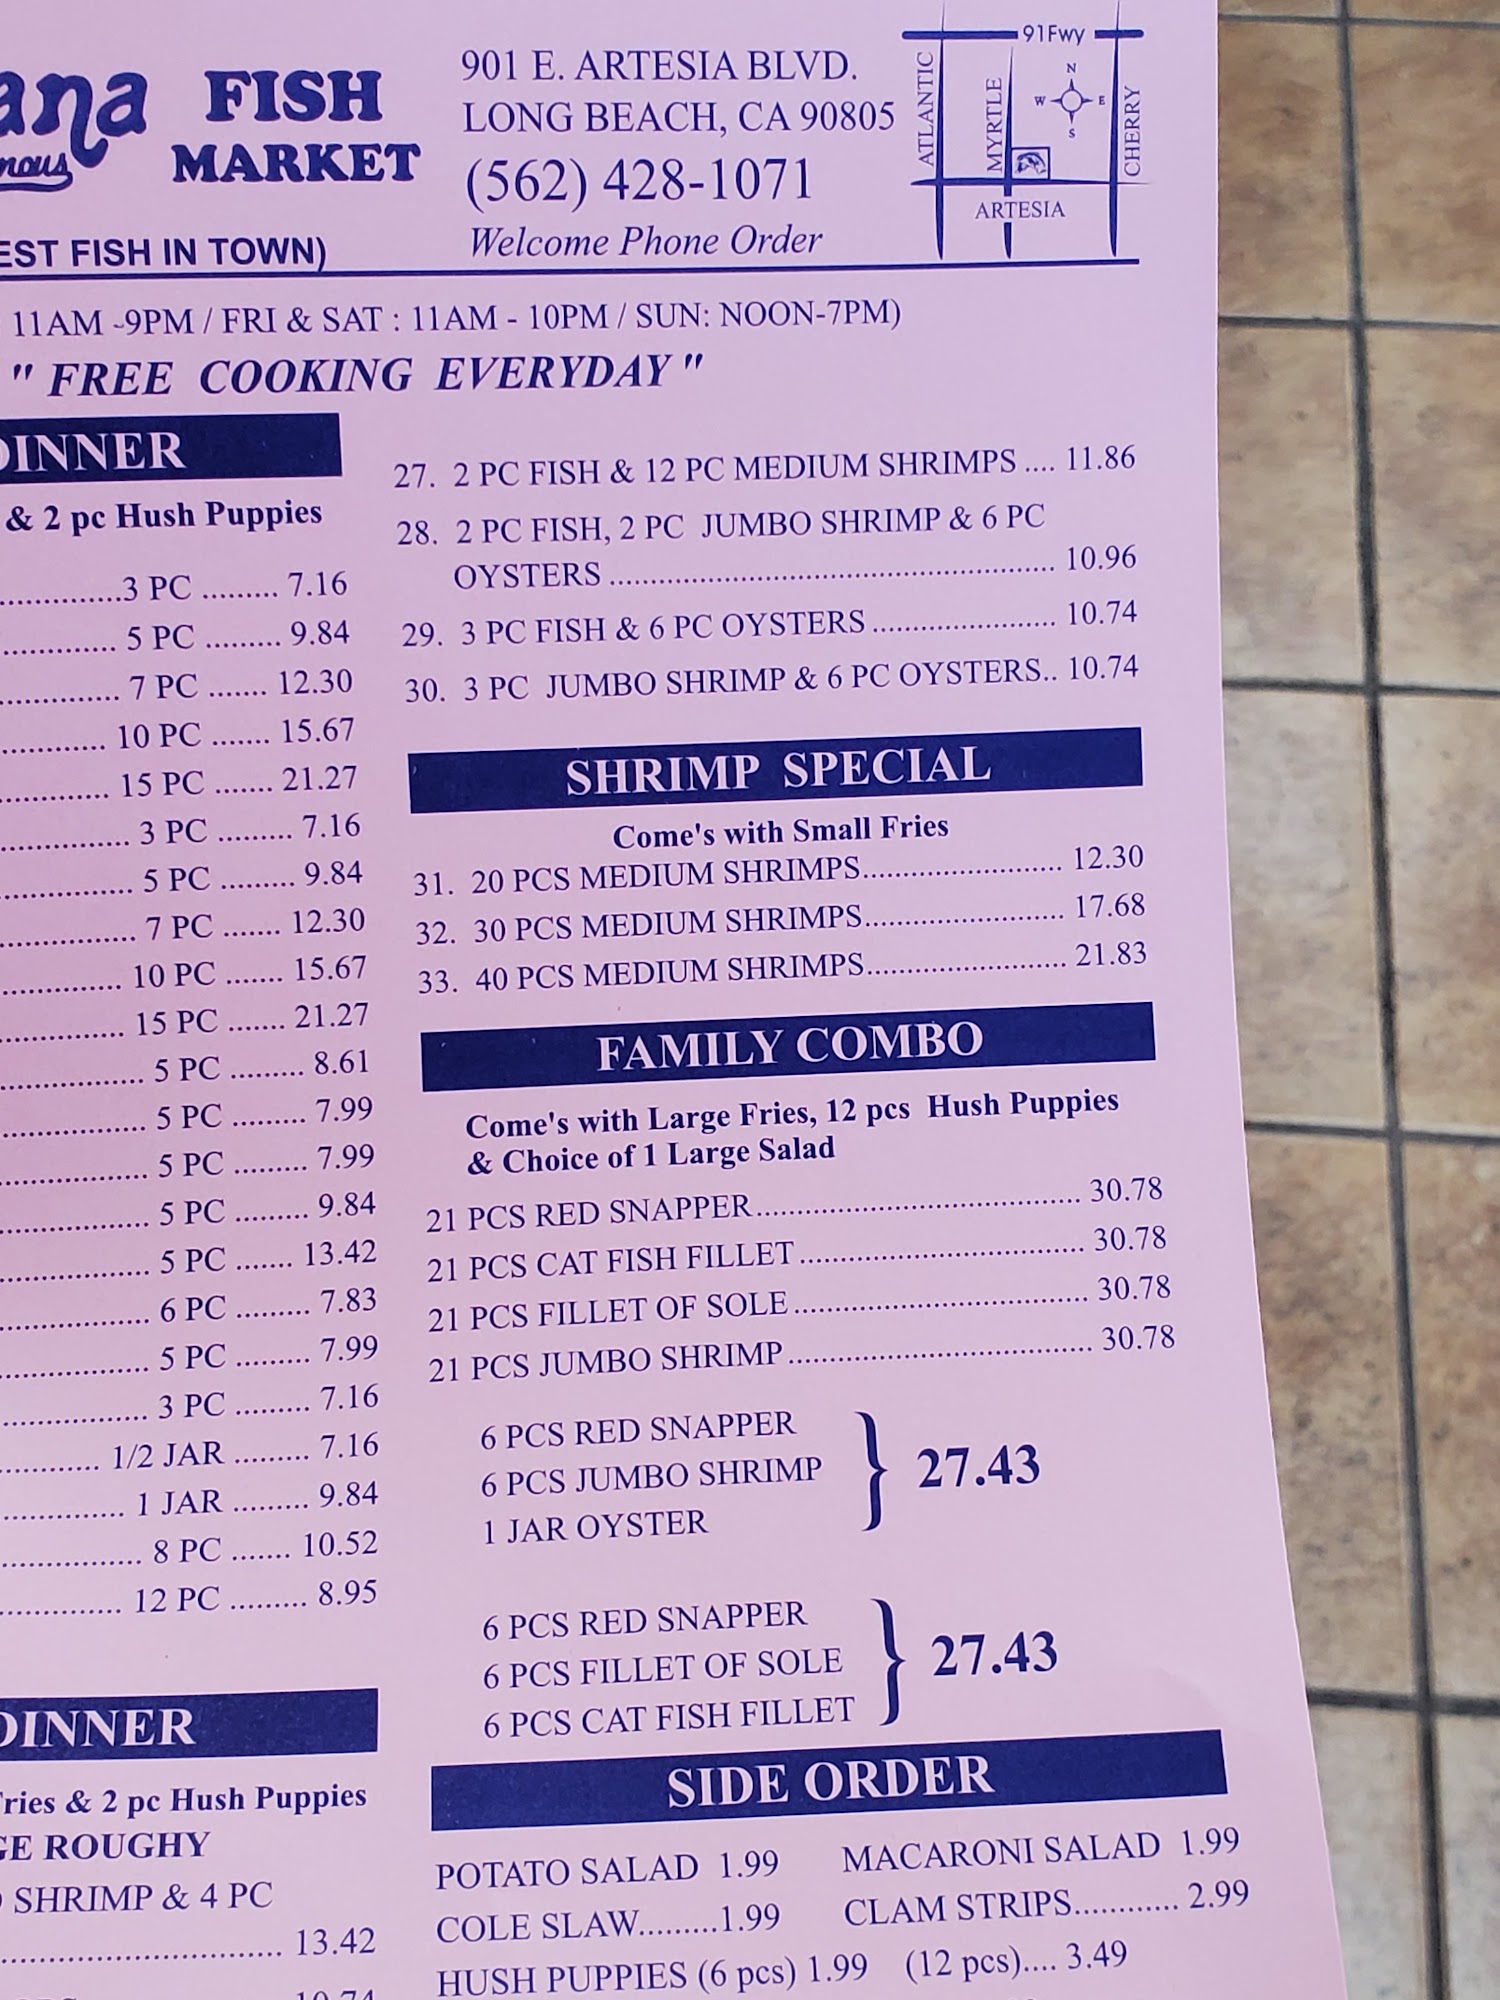 ana FISH
MARKET
EST FISH IN TOWN)
901 E. ARTESIA BLVD.
LONG BEACH, CA 90805
(562) 428-1071
Welcome Phone Order
91Fwy
ATLANTIC
MYRTLE
CHERRY
N
W E
S
ARTESIA
11AM -9PM / FRI & SAT : 11AM - 10PM / SUN: NOON-7PM)
" FREE COOKING EVERYDAY "
DINNER
& 2 pc Hush Puppies
3 PC ......... 7.16
5 PC ......... 9.84
7 PC ....... 12.30
10 PC ....... 15.67
15 PC ....... 21.27
3 PC ......... 7.16
5 PC ......... 9.84
7 PC ....... 12.30
10 PC ....... 15.67
15 PC ....... 21.27
5 PC ......... 8.61
5 PC ......... 7.99
5 PC ......... 7.99
5 PC ......... 9.84
5 PC ....... 13.42
6 PC ......... 7.83
5 PC ......... 7.99
3 PC ......... 7.16
1/2 JAR ......... 7.16
1 JAR ......... 9.84
8 PC ....... 10.52
12 PC ......... 8.95
DINNER
ries & 2 pc Hush Puppies
GE ROUGHY
SHRIMP & 4 PC
13.42
10.74
27. 2 PC FISH & 12 PC MEDIUM SHRIMPS .... 11.86
28. 2 PC FISH, 2 PC JUMBO SHRIMP & 6 PC
OYSTERS ........ 10.96
29. 3 PC FISH & 6 PC OYSTERS ........ 10.74
30. 3 PC JUMBO SHRIMP & 6 PC OYSTERS.. 10.74
SHRIMP SPECIAL
Come's with Small Fries
31. 20 PCS MEDIUM SHRIMPS........ 12.30
32. 30 PCS MEDIUM SHRIMPS........ 17.68
33. 40 PCS MEDIUM SHRIMPS........ 21.83
FAMILY COMBO
Come's with Large Fries, 12 pcs Hush Puppies
& Choice of 1 Large Salad
21 PCS RED SNAPPER........ 30.78
21 PCS CAT FISH FILLET........ 30.78
21 PCS FILLET OF SOLE........ 30.78
21 PCS JUMBO SHRIMP........ 30.78
6 PCS RED SNAPPER
6 PCS JUMBO SHRIMP } 27.43
1 JAR OYSTER
6 PCS RED SNAPPER
6 PCS FILLET OF SOLE } 27.43
6 PCS CAT FISH FILLET
SIDE ORDER
POTATO SALAD 1.99 MACARONI SALAD 1.99
COLE SLAW.........1.99 CLAM STRIPS............ 2.99
HUSH PUPPIES (6 pcs) 1.99 (12 pcs).... 3.49